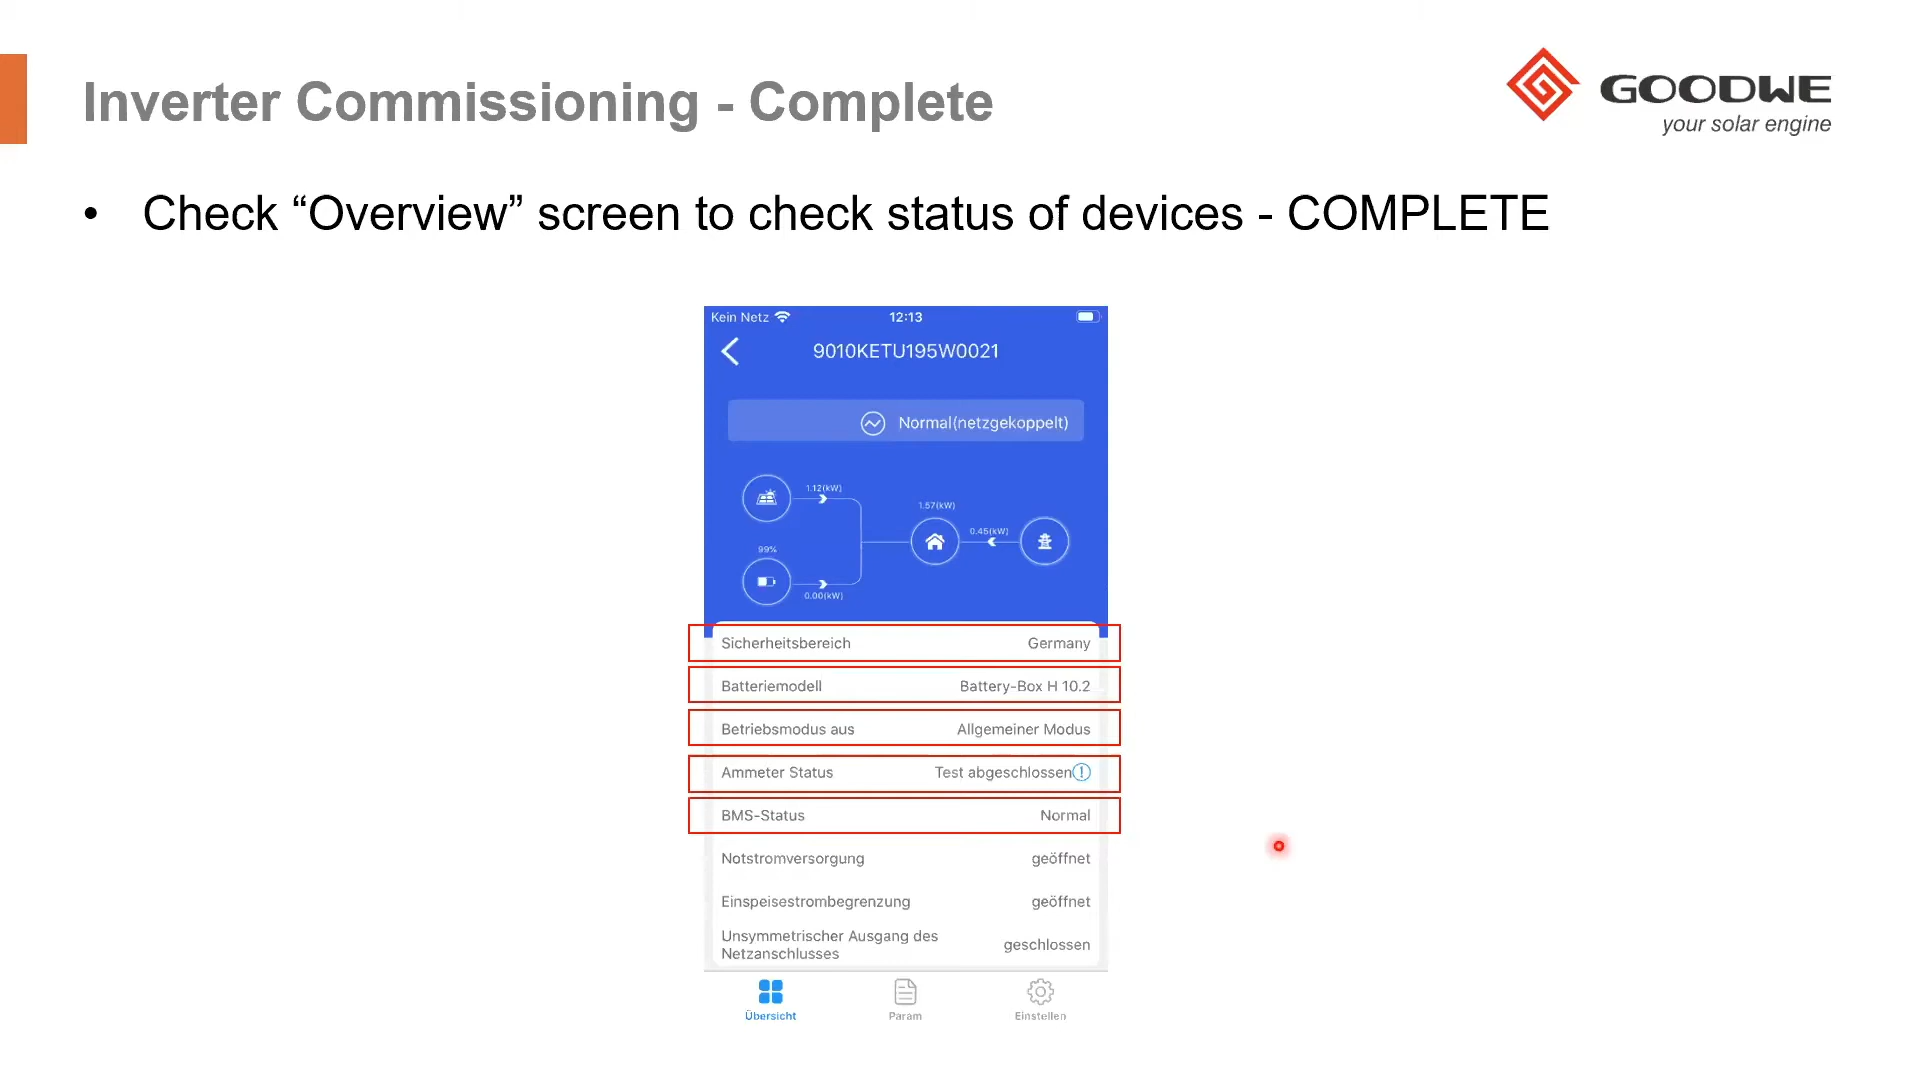 Inverter Commissioning - Complete
GOODWE
your solar engine
• Check “Overview” screen to check status of devices - COMPLETE
Kein Netz 12:13
9010KETU195W0021
Normal(netzgekoppelt)
1.12(kW)
1.57(kW)
0.45(kW)
99%
0.00(kW)
Sicherheitsbereich Germany
Batteriemodell Battery-Box H 10.2
Betriebsmodus aus Allgemeiner Modus
Ammeter Status Test abgeschlossen
BMS-Status Normal
Notstromversorgung geöffnet
Einspeisestrombegrenzung geöffnet
Unsymmetrischer Ausgang des
Netzanschlusses geschlossen
Übersicht Param Einstellen